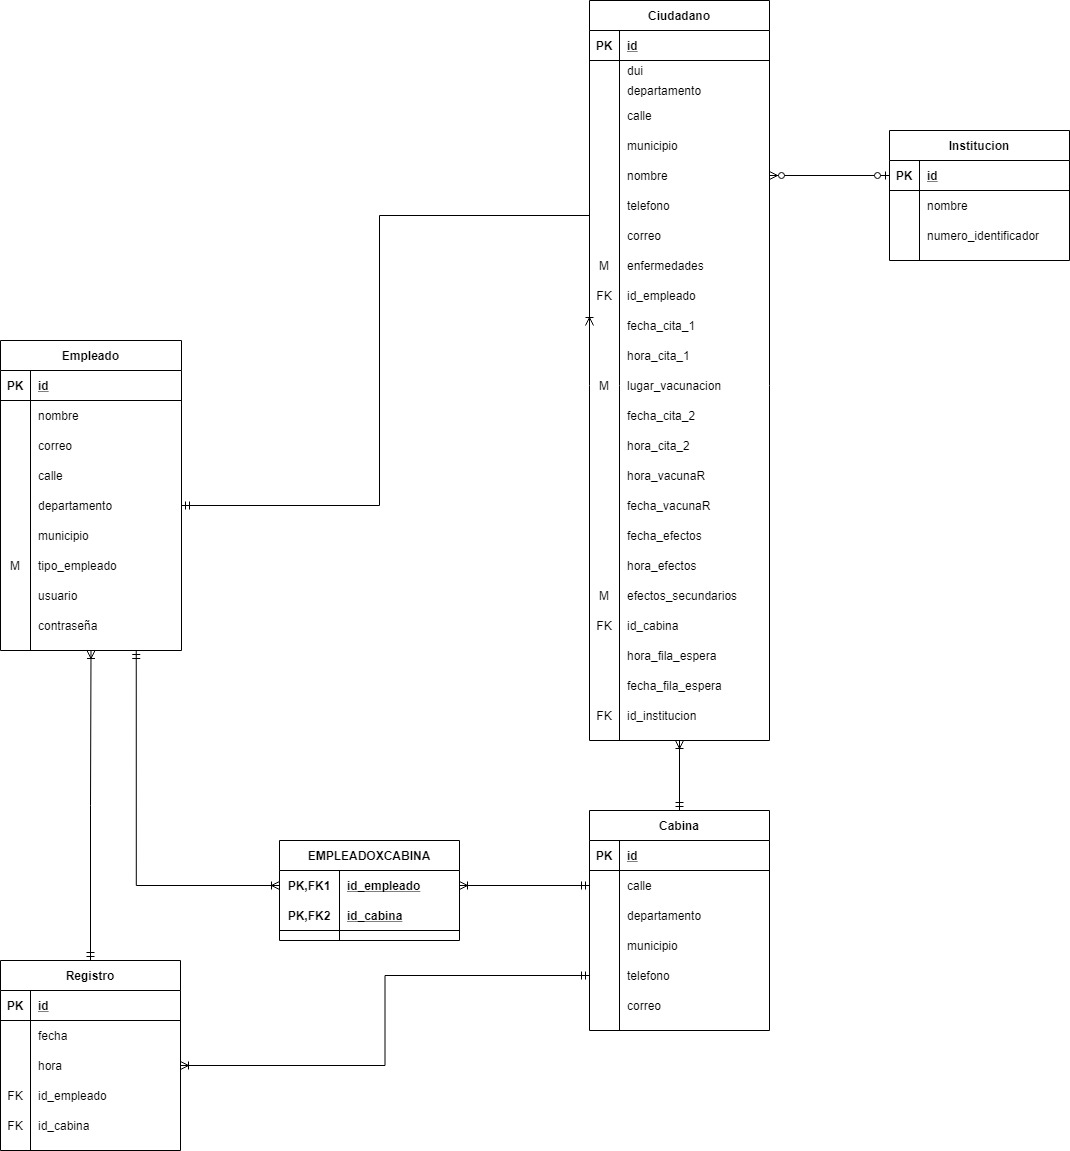 Ciudadano
PK id
dui
departamento
calle
municipio
nombre
telefono
correo
M enfermedades
FK id_empleado
fecha_cita_1
hora_cita_1
M lugar_vacunacion
fecha_cita_2
hora_cita_2
hora_vacunaR
fecha_vacunaR
fecha_efectos
hora_efectos
M efectos_secundarios
FK id_cabina
hora_fila_espera
fecha_fila_espera
FK id_institucion
Institucion
PK id
nombre
numero_identificador
Empleado
PK id
nombre
correo
calle
departamento
municipio
M tipo_empleado
usuario
contraseña
EMPLEADOXCABINA
PK,FK1 id_empleado
PK,FK2 id_cabina
Cabina
PK id
calle
departamento
municipio
telefono
correo
Registro
PK id
fecha
hora
FK id_empleado
FK id_cabina